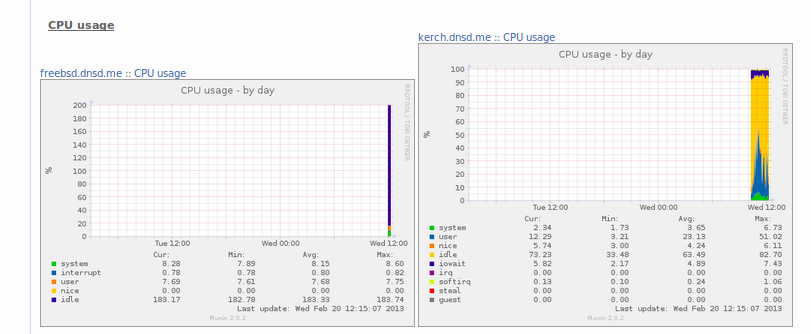 CPU usage
freebsd.dnsd.me :: CPU usage
CPU usage - by day
RRDTOOL / TOBI OETIKER
%
200
180
160
140
120
100
80
60
40
20
0
Tue 12:00 Wed 00:00 Wed 12:00
Cur: Min: Avg: Max:
system 8.28 7.89 8.15 8.60
interrupt 0.78 0.78 0.80 0.82
user 7.69 7.61 7.68 7.75
nice 0.00 0.00 0.00 0.00
idle 183.17 182.78 183.33 183.74
Last update: Wed Feb 20 12:15:07 2013
Munin 2.0.2
kerch.dnsd.me :: CPU usage
CPU usage - by day
RRDTOOL / TOBI OETIKER
%
100
90
80
70
60
50
40
30
20
10
0
Tue 12:00 Wed 00:00 Wed 12:00
Cur: Min: Avg: Max:
system 2.34 1.73 3.65 6.73
user 12.29 3.21 23.13 51.02
nice 5.74 3.00 4.24 6.11
idle 73.23 33.48 63.49 82.70
iowait 5.82 2.17 4.89 7.43
irq 0.00 0.00 0.00 0.00
softirq 0.13 0.10 0.24 1.06
steal 0.00 0.00 0.00 0.00
guest 0.00 0.00 0.00 0.00
Last update: Wed Feb 20 12:15:07 2013
Munin 2.0.2